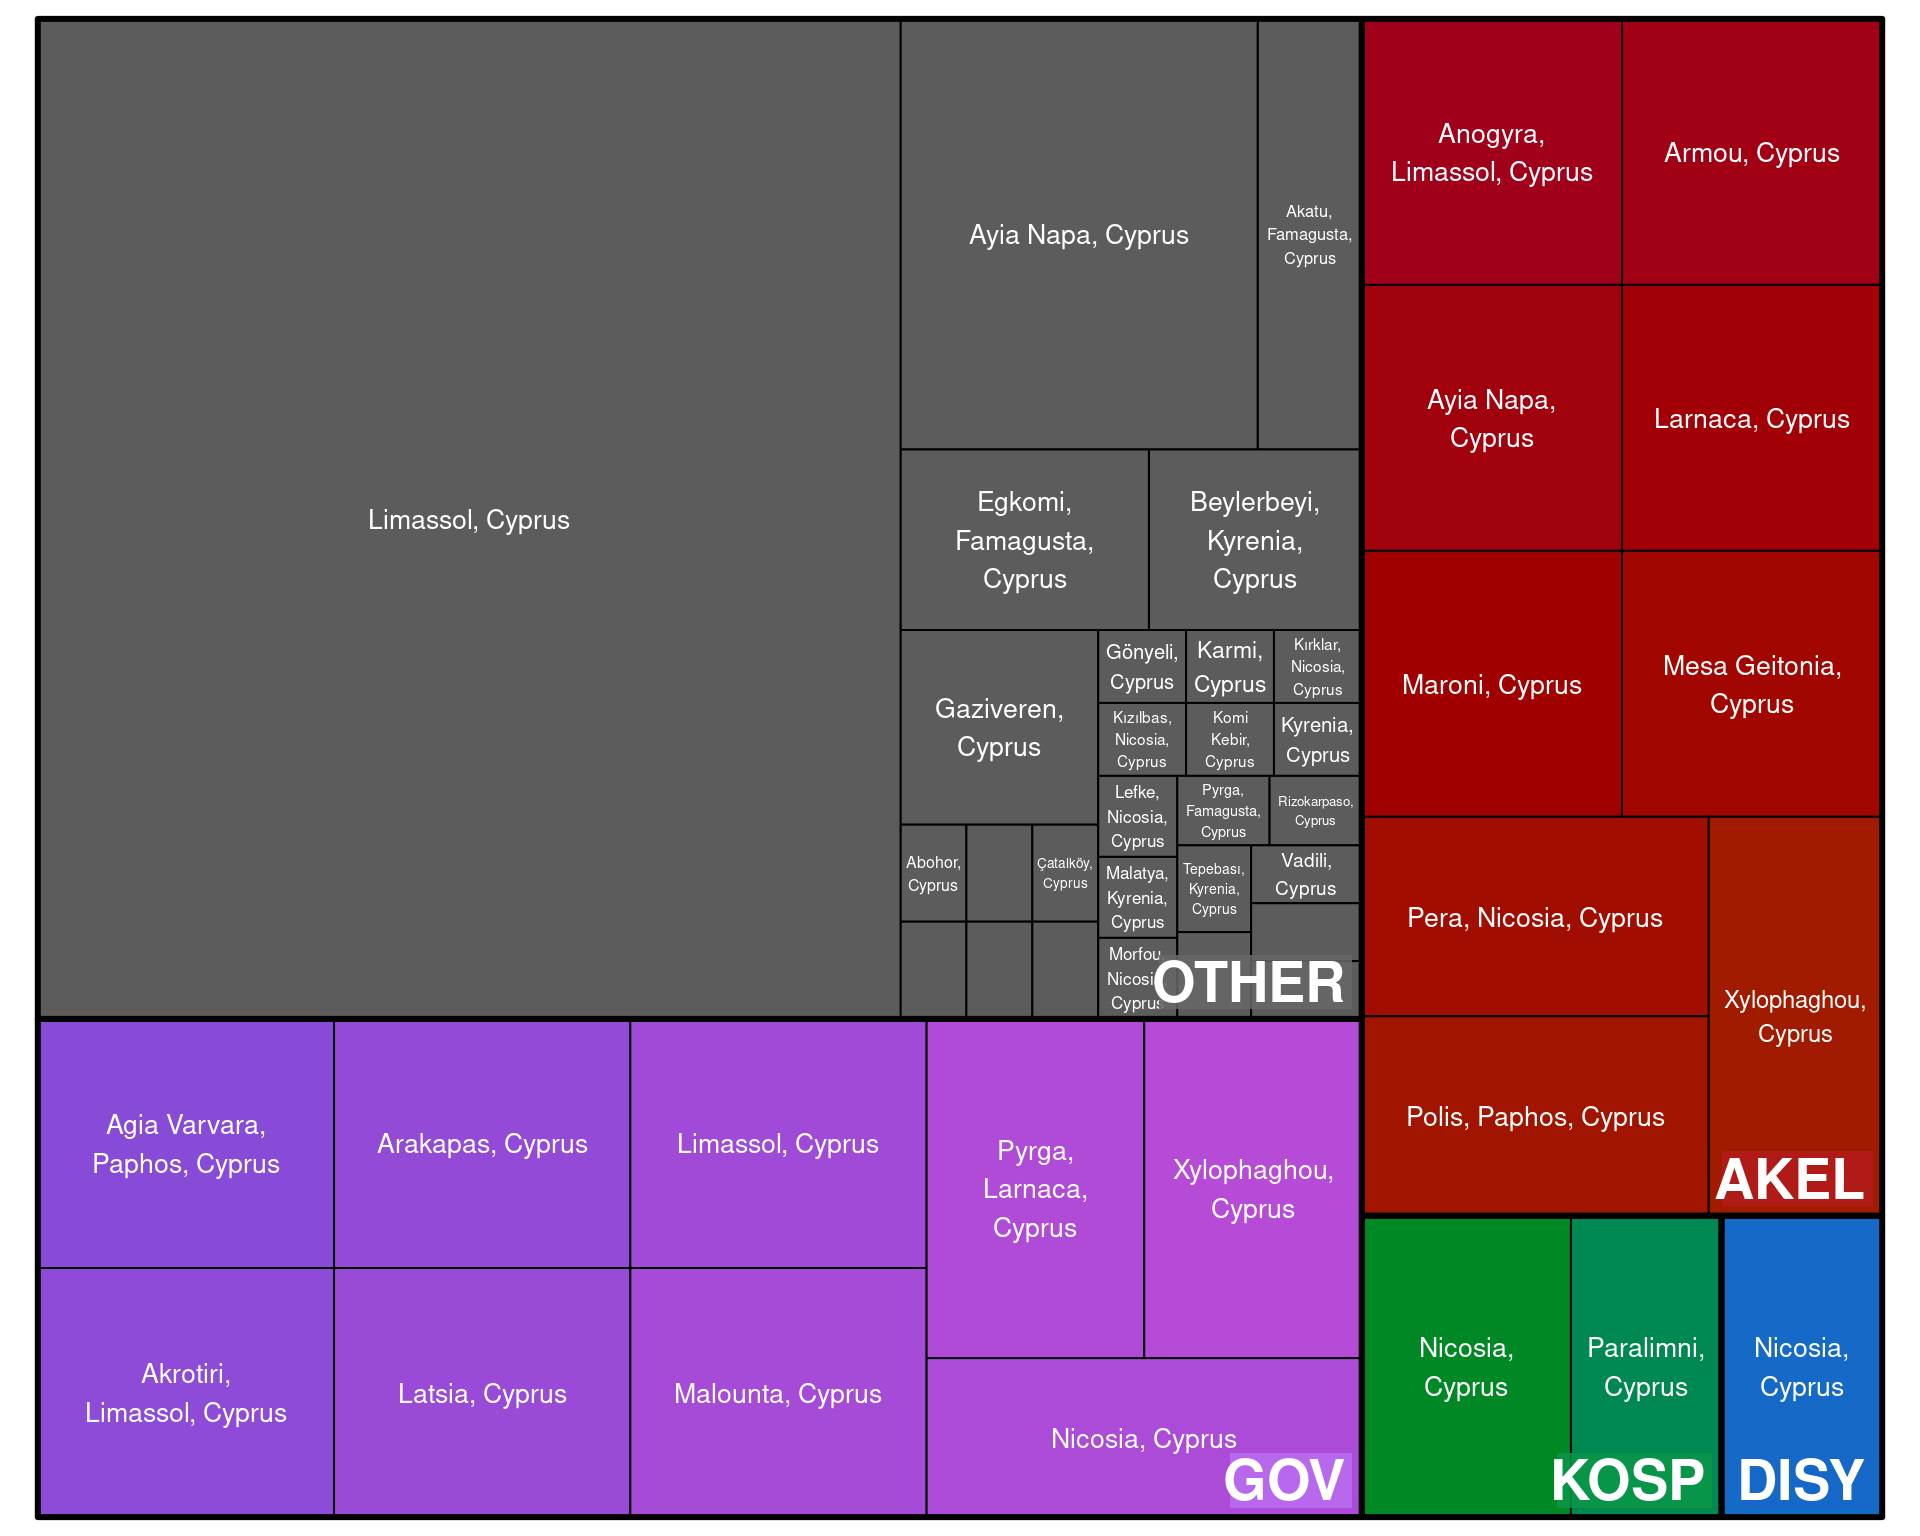 Limassol, Cyprus
Ayia Napa, Cyprus
Akatu,
Famagusta,
Cyprus
Egkomi,
Famagusta,
Cyprus
Beylerbeyi,
Kyrenia,
Cyprus
Gaziveren,
Cyprus
Gönyeli,
Cyprus
Karmi,
Cyprus
Kırklar,
Nicosia,
Cyprus
Kızılbas,
Nicosia,
Cyprus
Komi
Kebir,
Cyprus
Kyrenia,
Cyprus
Lefke,
Nicosia,
Cyprus
Pyrga,
Famagusta,
Cyprus
Rizokarpaso,
Cyprus
Abohor,
Cyprus
Çatalköy,
Cyprus
Malatya,
Kyrenia,
Cyprus
Tepebası,
Kyrenia,
Cyprus
Vadili,
Cyprus
Morfou,
Nicosia,
Cyprus
OTHER
Anogyra,
Limassol, Cyprus
Armou, Cyprus
Ayia Napa,
Cyprus
Larnaca, Cyprus
Maroni, Cyprus
Mesa Geitonia,
Cyprus
Pera, Nicosia, Cyprus
Polis, Paphos, Cyprus
Xylophaghou,
Cyprus
AKEL
Agia Varvara,
Paphos, Cyprus
Arakapas, Cyprus
Limassol, Cyprus
Akrotiri,
Limassol, Cyprus
Latsia, Cyprus
Malounta, Cyprus
Pyrga,
Larnaca,
Cyprus
Xylophaghou,
Cyprus
Nicosia, Cyprus
GOV
Nicosia,
Cyprus
Paralimni,
Cyprus
KOSP
Nicosia,
Cyprus
DISY